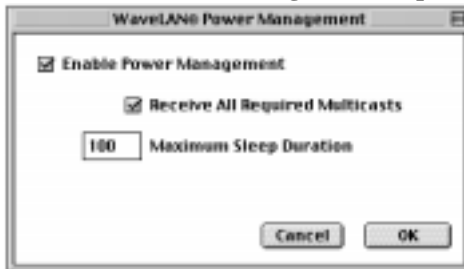 WaveLAN® Power Management
Enable Power Management
Receive All Required Multicasts
100 Maximum Sleep Duration
Cancel OK